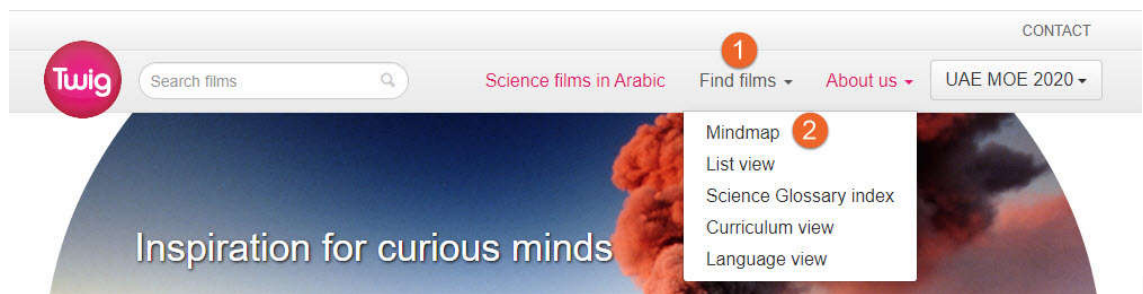 CONTACT
1
Twig
Search films
Science films in Arabic
Find films
About us
UAE MOE 2020
Mindmap 2
List view
Science Glossary index
Curriculum view
Language view
Inspiration for curious minds